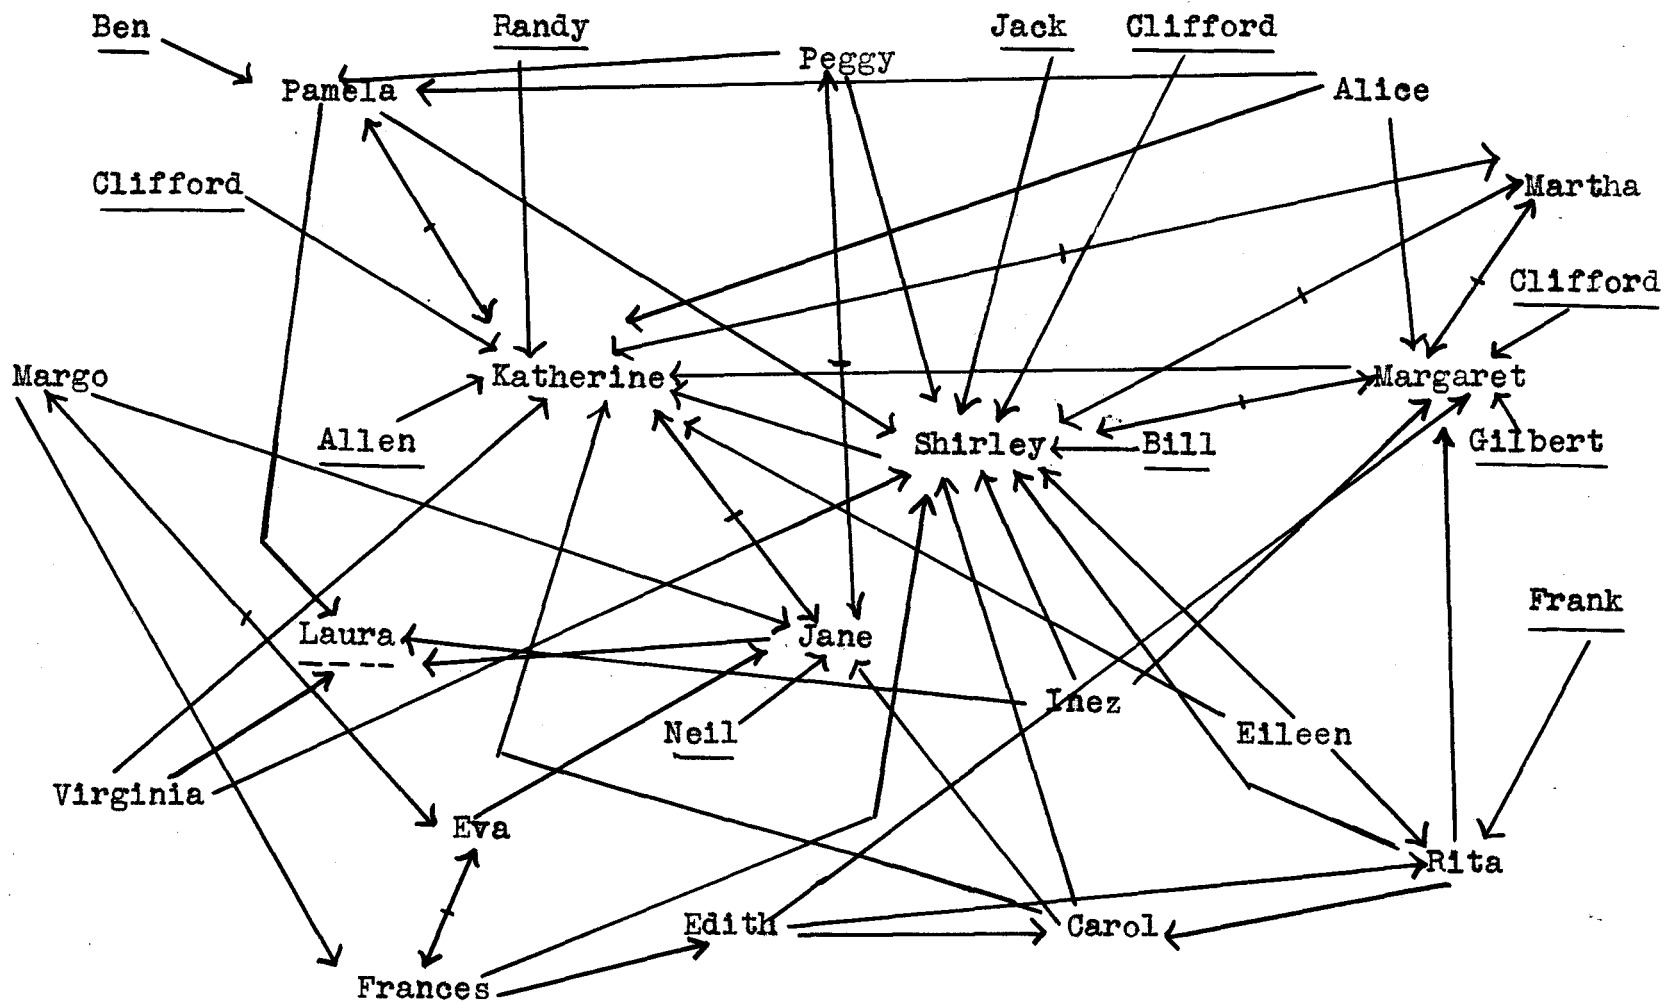 Ben
Randy
Jack
Clifford
Peggy
Pamela
Alice
Clifford
Martha
Clifford
Margo
Katherine
Margaret
Allen
Shirley
Bill
Gilbert
Frank
Laura
Jane
Inez
Neil
Eileen
Virginia
Eva
Rita
Edith
Carol
Frances